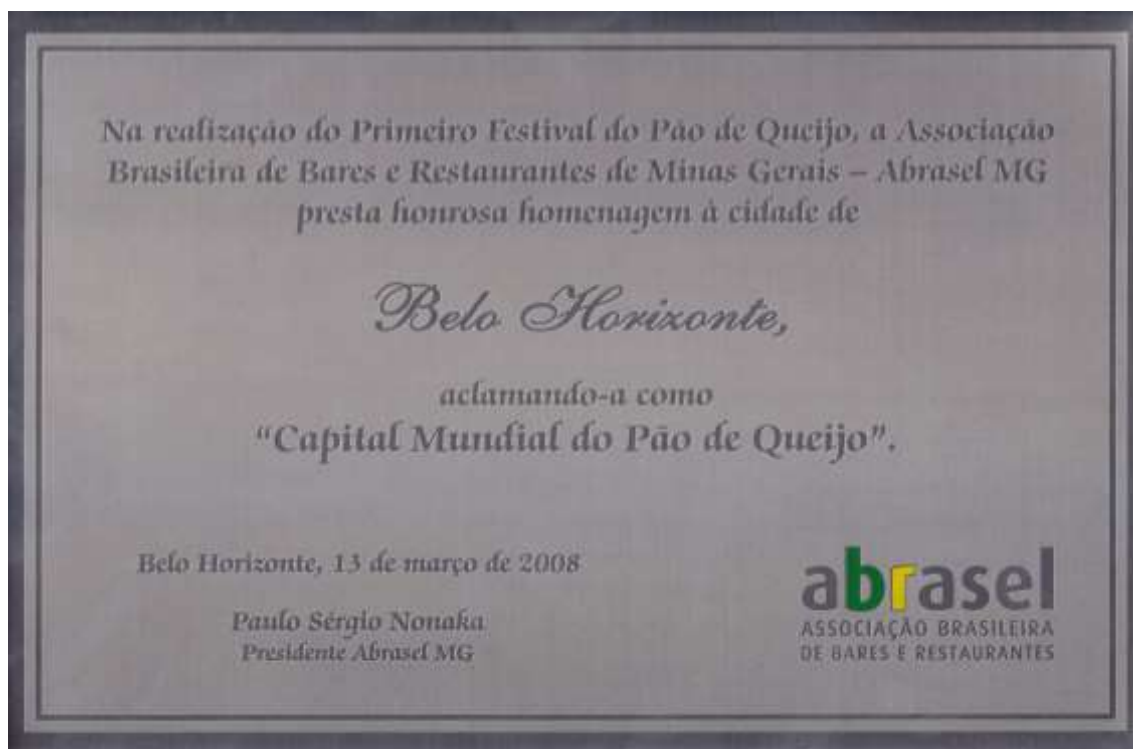 Na realização do Primeiro Festival do Pão de Queijo, a Associação
Brasileira de Bares e Restaurantes de Minas Gerais – Abrasel MG
presta honrosa homenagem à cidade de
Belo Horizonte,
aclamando-a como
“Capital Mundial do Pão de Queijo”.
Belo Horizonte, 13 de março de 2008
Paulo Sérgio Nonaka
Presidente Abrasel MG
abrasel
ASSOCIAÇÃO BRASILEIRA
DE BARES E RESTAURANTES